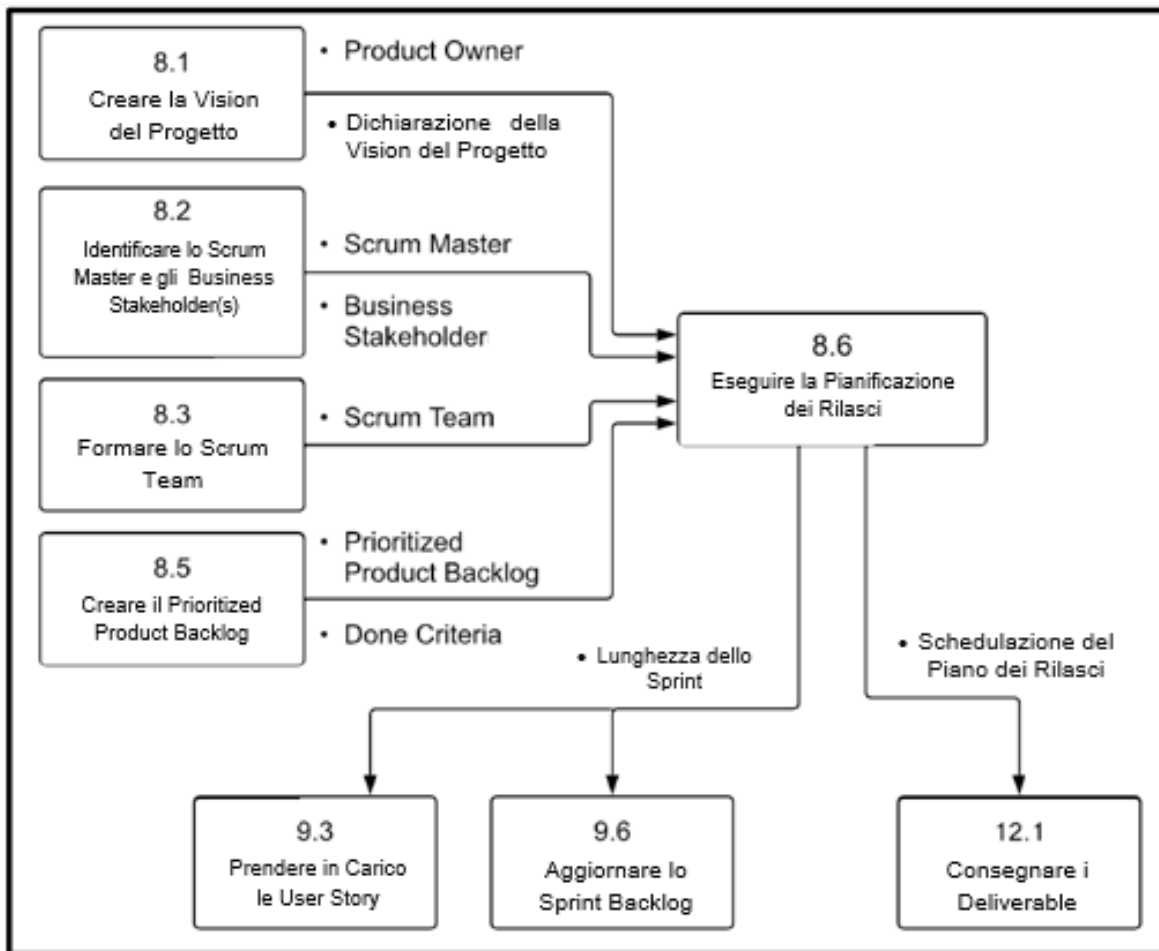 8.1
Creare la Vision
del Progetto
• Product Owner
• Dichiarazione della
Vision del Progetto
8.2
Identificare lo Scrum
Master e gli Business
Stakeholder(s)
• Scrum Master
• Business
Stakeholder
8.3
Formare lo Scrum
Team
• Scrum Team
8.5
Creare il Prioritized
Product Backlog
• Prioritized
Product Backlog
• Done Criteria
8.6
Eseguire la Pianificazione
dei Rilasci
• Lunghezza dello
Sprint
• Schedulazione del
Piano dei Rilasci
9.3
Prendere in Carico
le User Story
9.6
Aggiornare lo
Sprint Backlog
12.1
Consegnare i
Deliverable